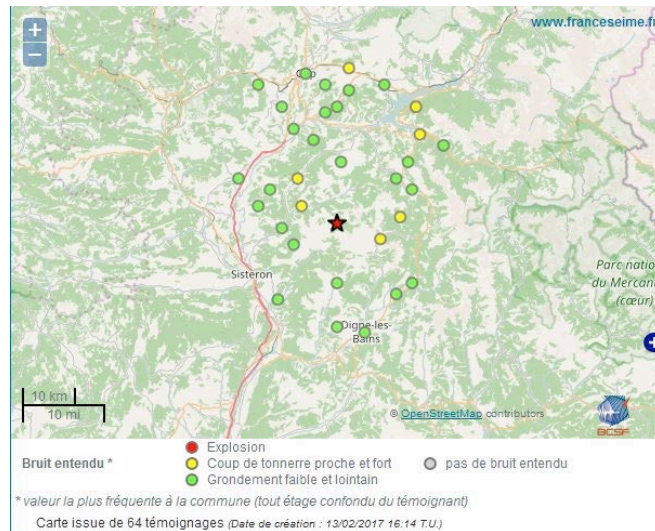 +
www.franceseime.fr
−
Gap
Sisteron
Parc natio
du Mercant
(cœur)
Digne-les-
Bains
10 km
10 mi
© OpenStreetMap contributors
BCSF
Explosion
Bruit entendu *
Coup de tonnerre proche et fort
pas de bruit entendu
Grondement faible et lointain
* valeur la plus fréquente à la commune (tout étage confondu du témoignant)
Carte issue de 64 témoignages (Date de création : 13/02/2017 16:14 T.U.)